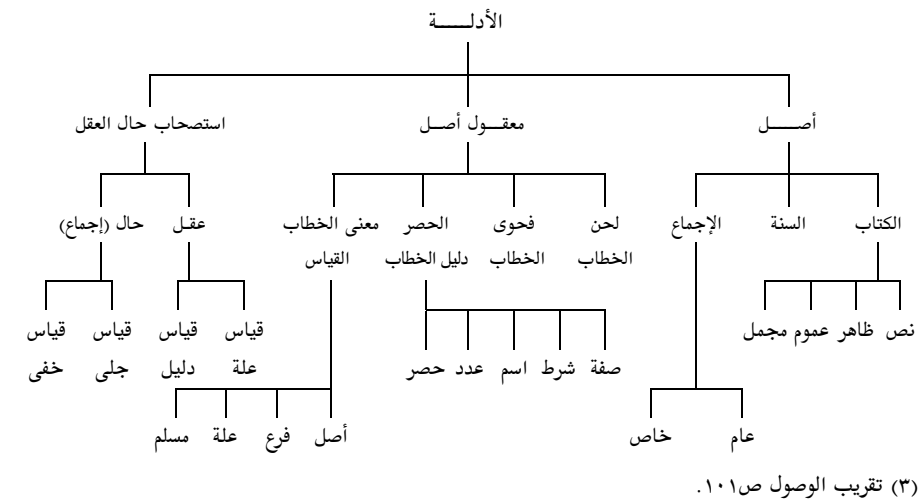 الأدلـــــة
أصـــــل معقـــول أصـــل استصحاب حال العقل
الكتاب السنة الإجماع لحن فحوى الحصر معنى الخطاب عقـل حال (إجماع)
الخطاب الخطاب دليل الخطاب القياس
نص ظاهر عموم مجمل صفة شرط اسم عدد حصر قياس قياس قياس قياس
علة دليل جلى خفى
عام خاص أصل فرع علة مسلم
(٣) تقريب الوصول ص١٠١.